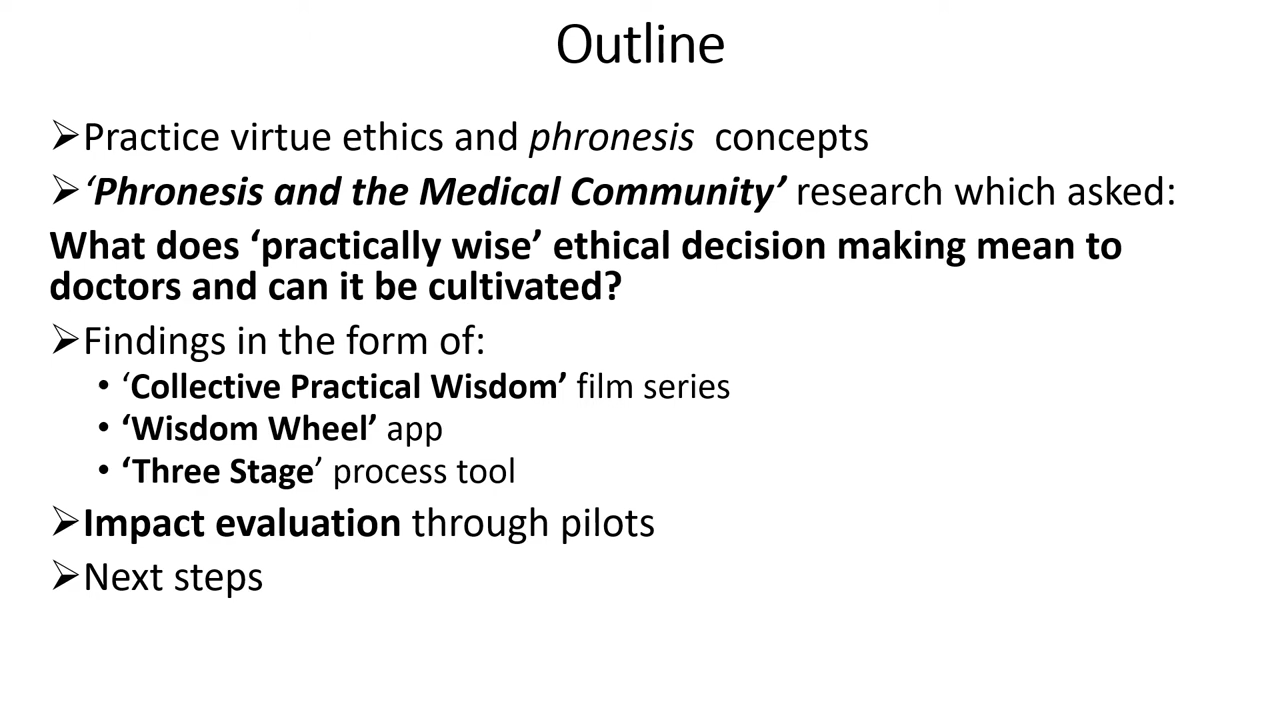 Outline
➢Practice virtue ethics and phronesis  concepts
➢‘Phronesis and the Medical Community’ research which asked:
What does ‘practically wise’ ethical decision making mean to
doctors and can it be cultivated?
➢Findings in the form of:
• ‘Collective Practical Wisdom’ film series
• ‘Wisdom Wheel’ app
• ‘Three Stage’ process tool
➢Impact evaluation through pilots
➢Next steps